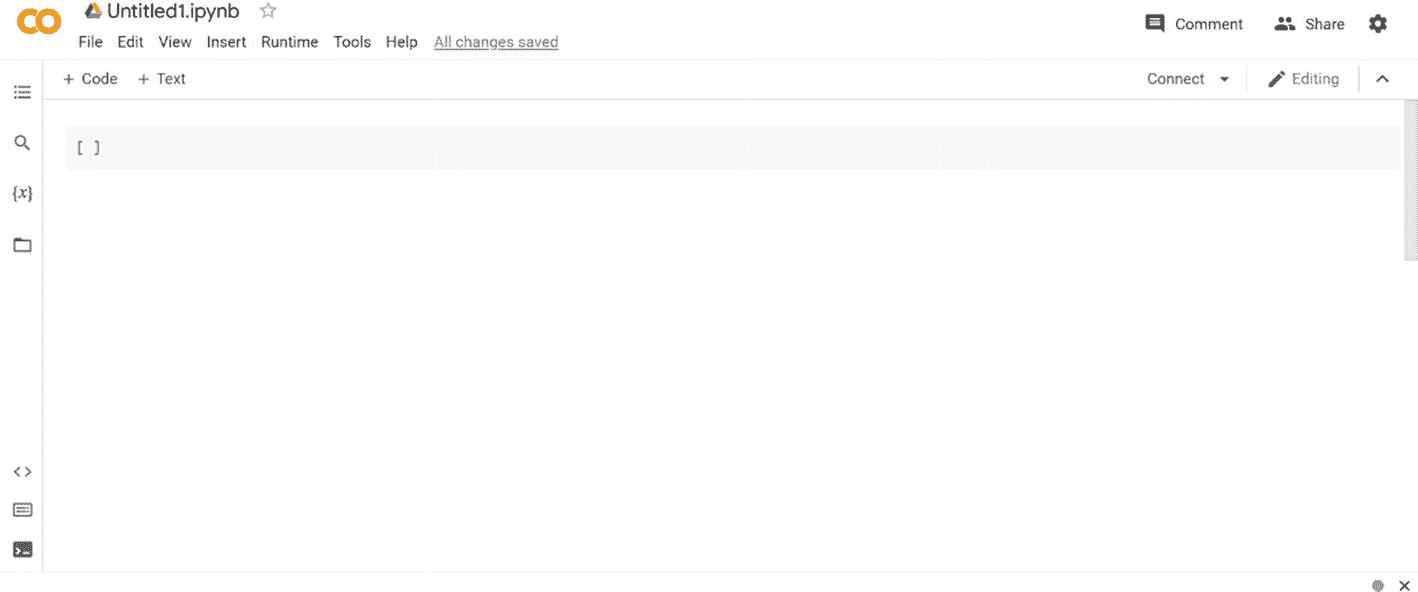 CO Untitled1.ipynb
File Edit View Insert Runtime Tools Help All changes saved
Comment Share
+ Code + Text
Connect Editing
[ ]
{x}
<>